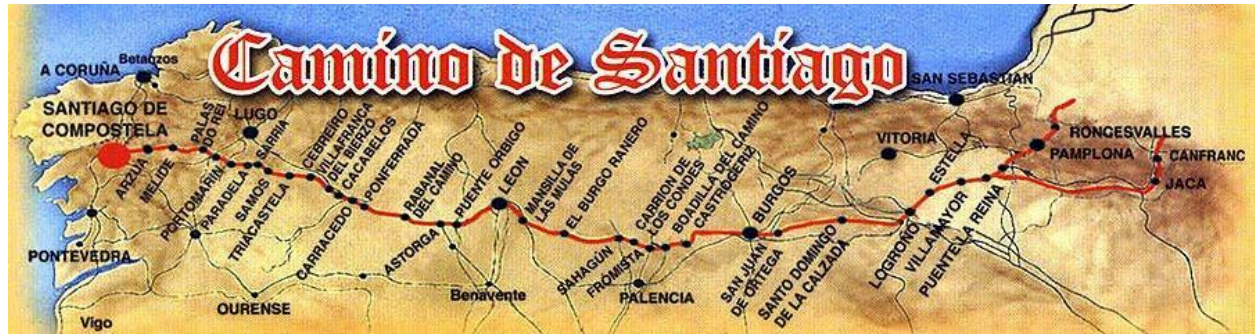 Camino de Santiago
A CORUÑA
Betanzos
SANTIAGO DE
COMPOSTELA
ARZUA
MELIDE
PALAS
DO REI
LUGO
PORTOMARIN
PARADELA
SARRIA
SAMOS
TRIACASTELA
CEBREIRO
VILLAFRANCA
DEL BIERZO
CACABELOS
CARRACEDO
PONFERRADA
RABANAL
DEL CAMINO
ASTORGA
PUENTE ORBIGO
LEON
MANSILLA DE
LAS MULAS
EL BURGO RANERO
SAHAGÚN
FROMISTA
CARRION DE
LOS CONDES
BOADILLA DEL CAMINO
CASTROGERIZ
BURGOS
SAN JUAN
DE ORTEGA
SANTO DOMINGO
DE LA CALZADA
LOGROÑO
VILLAMAYOR
ESTELLA
PUENTE LA REINA
VITORIA
SAN SEBASTIAN
RONCESVALLES
PAMPLONA
CANFRANC
JACA
PONTEVEDRA
OURENSE
Vigo
Benavente
PALENCIA